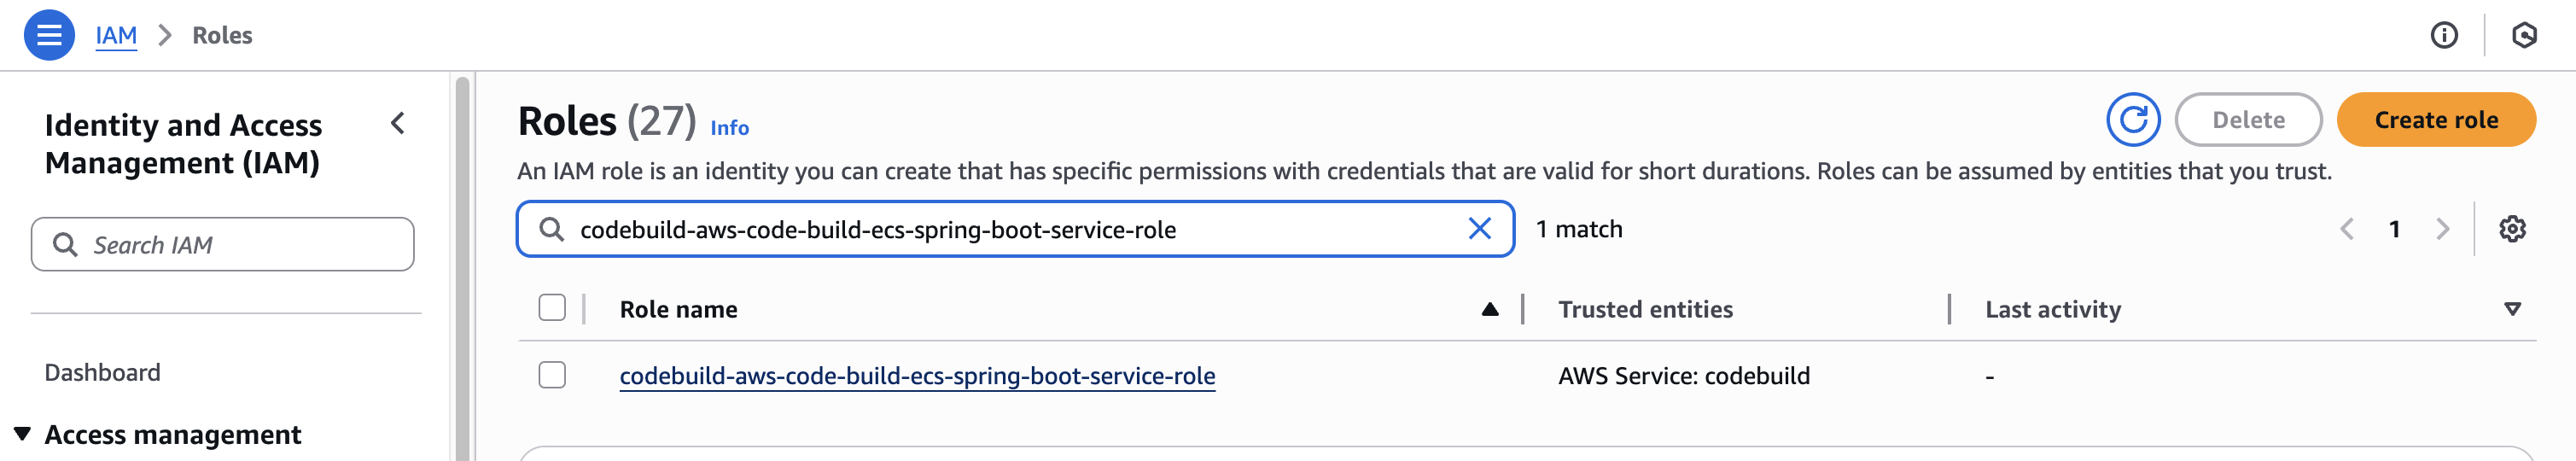 IAM > Roles
Identity and Access
Management (IAM)
Search IAM
Dashboard
Access management
Roles (27) Info
Delete
Create role
An IAM role is an identity you can create that has specific permissions with credentials that are valid for short durations. Roles can be assumed by entities that you trust.
codebuild-aws-code-build-ecs-spring-boot-service-role
1 match
1
Role name
Trusted entities
Last activity
codebuild-aws-code-build-ecs-spring-boot-service-role
AWS Service: codebuild
-